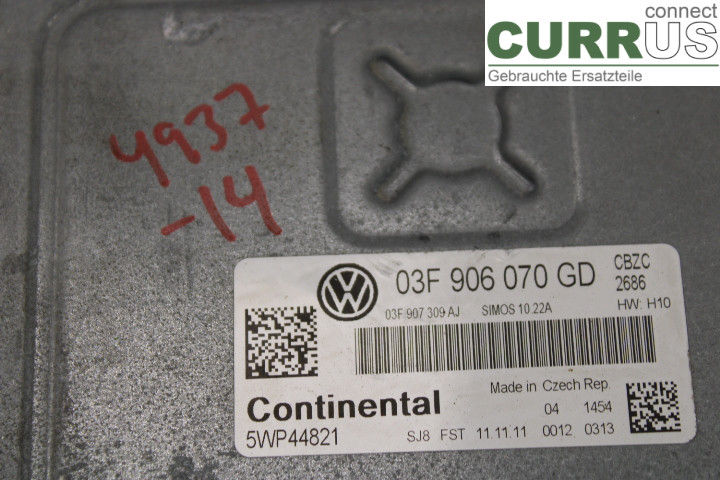 connect
CURRUS
Gebrauchte Ersatzteile
4937
-14
03F 906 070 GD
CBZC
2686
03F 907 309 AJ SIMOS 10.22A HW: H10
Continental
5WP44821
Made in Czech Rep.
04 1454
SJ8 FST 11.11.11 0012 0313